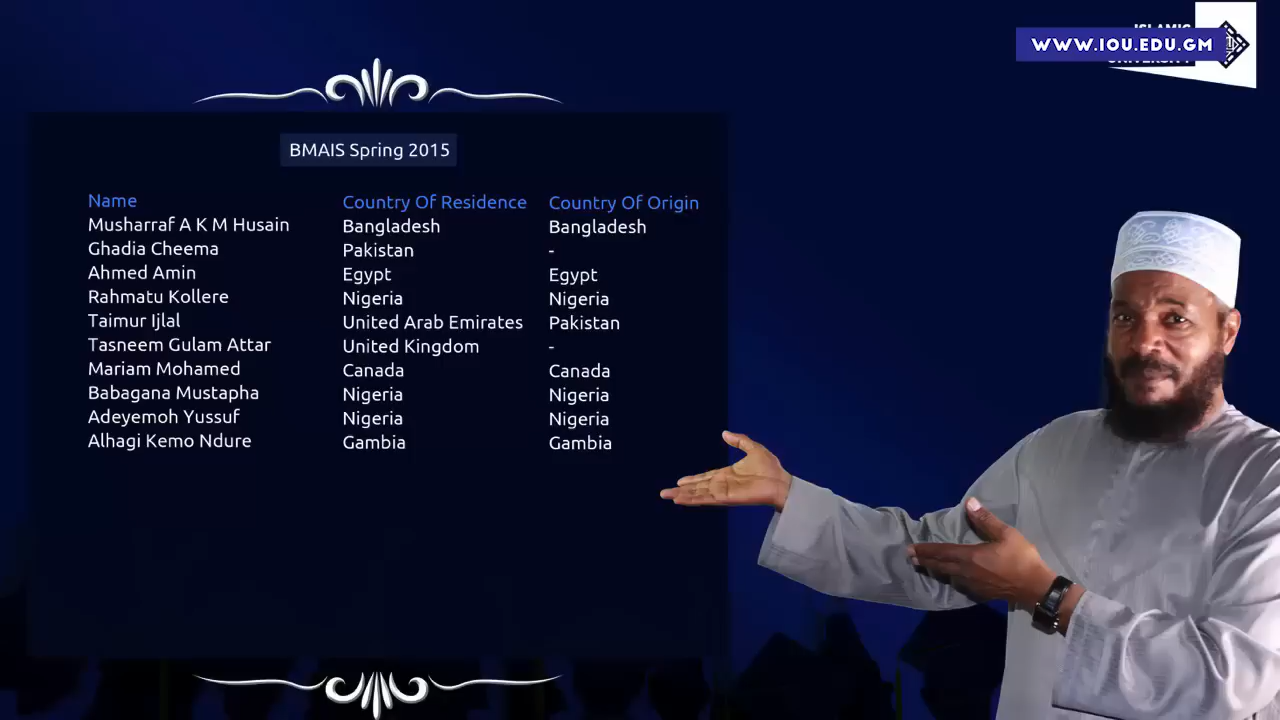 ISLAMIC
WWW.IOU.EDU.GM
BMAIS Spring 2015
Name Country Of Residence Country Of Origin
Musharraf A K M Husain Bangladesh Bangladesh
Ghadia Cheema Pakistan -
Ahmed Amin Egypt Egypt
Rahmatu Kollere Nigeria Nigeria
Taimur Ijlal United Arab Emirates Pakistan
Tasneem Gulam Attar United Kingdom -
Mariam Mohamed Canada Canada
Babagana Mustapha Nigeria Nigeria
Adeyemoh Yussuf Nigeria Nigeria
Alhagi Kemo Ndure Gambia Gambia